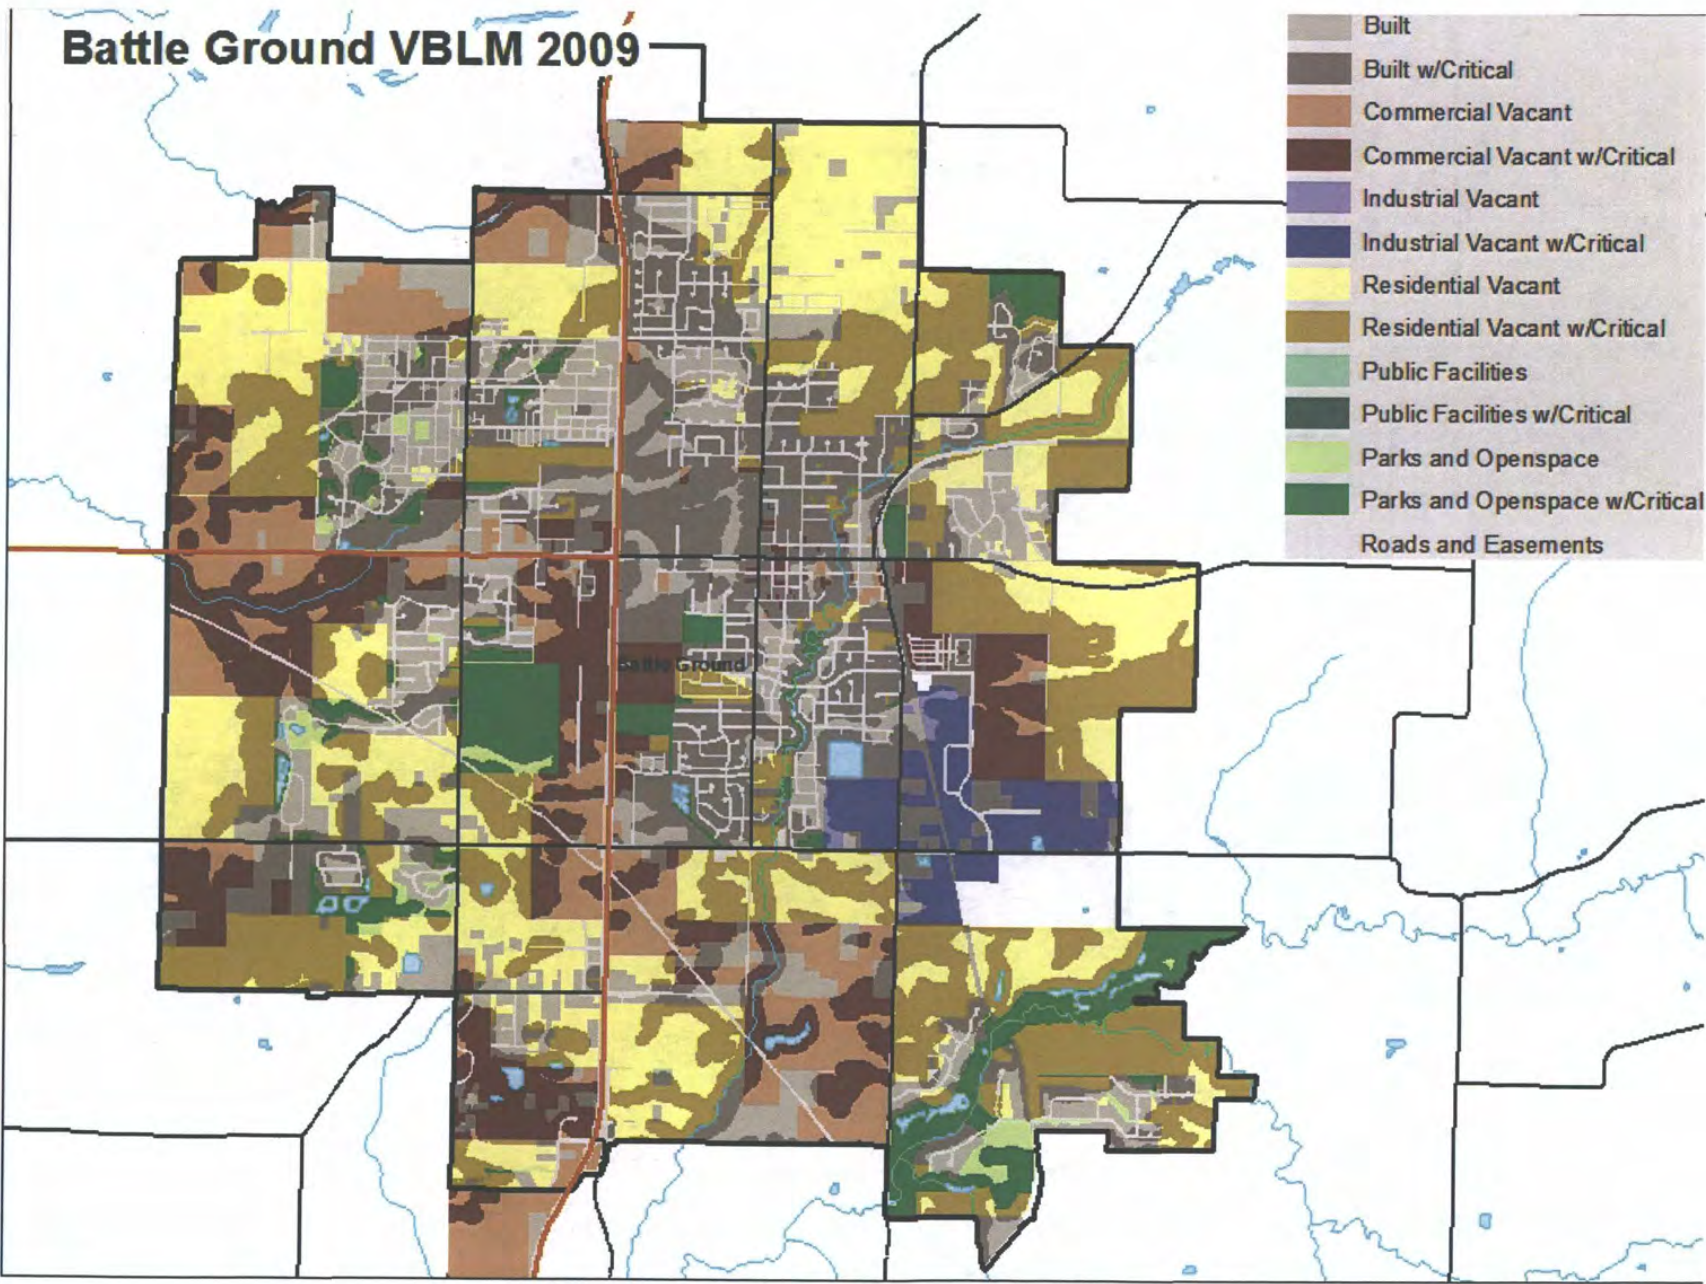 Battle Ground VBLM 2009
Built
Built w/Critical
Commercial Vacant
Commercial Vacant w/Critical
Industrial Vacant
Industrial Vacant w/Critical
Residential Vacant
Residential Vacant w/Critical
Public Facilities
Public Facilities w/Critical
Parks and Openspace
Parks and Openspace w/Critical
Roads and Easements
Battle Ground